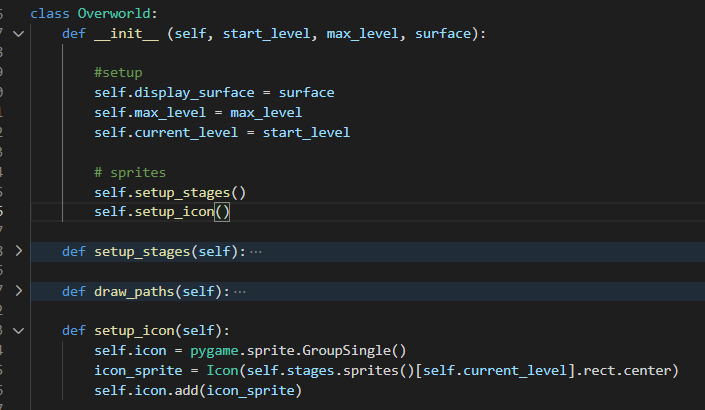 class Overworld:
    def __init__ (self, start_level, max_level, surface):
        #setup
        self.display_surface = surface
        self.max_level = max_level
        self.current_level = start_level
        # sprites
        self.setup_stages()
        self.setup_icon()
    def setup_stages(self): ···
    def draw_paths(self): ···
    def setup_icon(self):
        self.icon = pygame.sprite.GroupSingle()
        icon_sprite = Icon(self.stages.sprites()[self.current_level].rect.center)
        self.icon.add(icon_sprite)